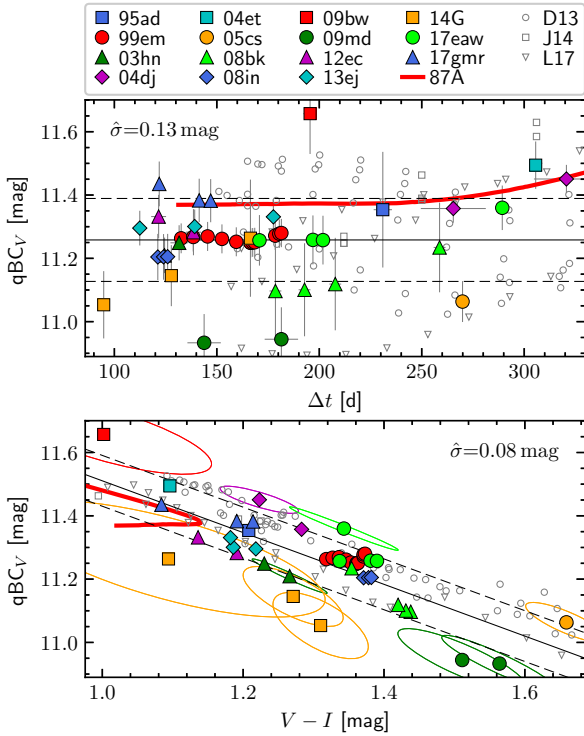 95ad 04et 09bw 14G D13
99em 05cs 09md 17eaw J14
03hn 08bk 12ec 17gmr L17
04dj 08in 13ej 87A
σ̂=0.13 mag
11.6
11.4
11.2
11.0
qBC_V [mag]
100 150 200 250 300
Δt [d]
σ̂=0.08 mag
11.6
11.4
11.2
11.0
qBC_V [mag]
1.0 1.2 1.4 1.6
V − I [mag]